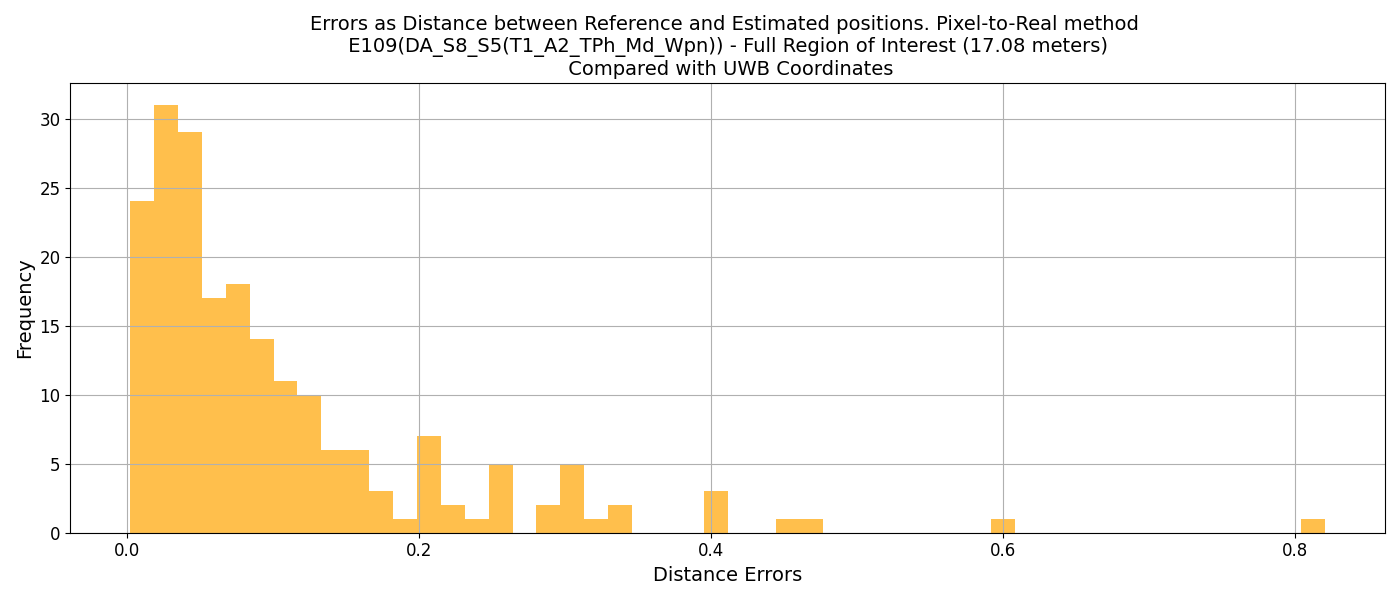 Errors as Distance between Reference and Estimated positions. Pixel-to-Real method
E109(DA_S8_S5(T1_A2_TPh_Md_Wpn)) - Full Region of Interest (17.08 meters)
Compared with UWB Coordinates
Frequency
30
25
20
15
10
5
0
0.0 0.2 0.4 0.6 0.8
Distance Errors